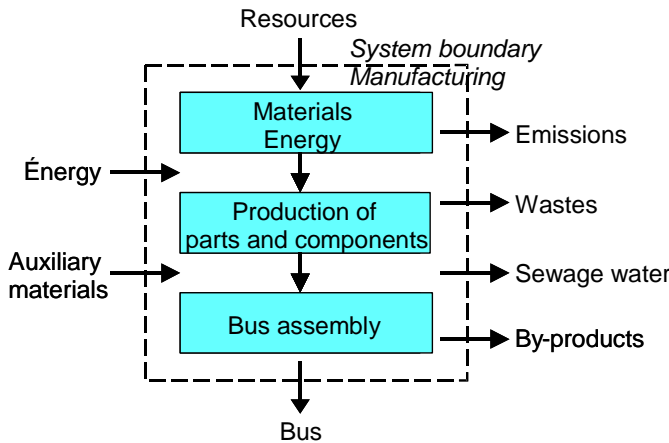 Resources
System boundary
Manufacturing
Materials
Energy
Emissions
Énergy
Wastes
Production of
parts and components
Auxiliary
materials
Sewage water
Bus assembly
By-products
Bus